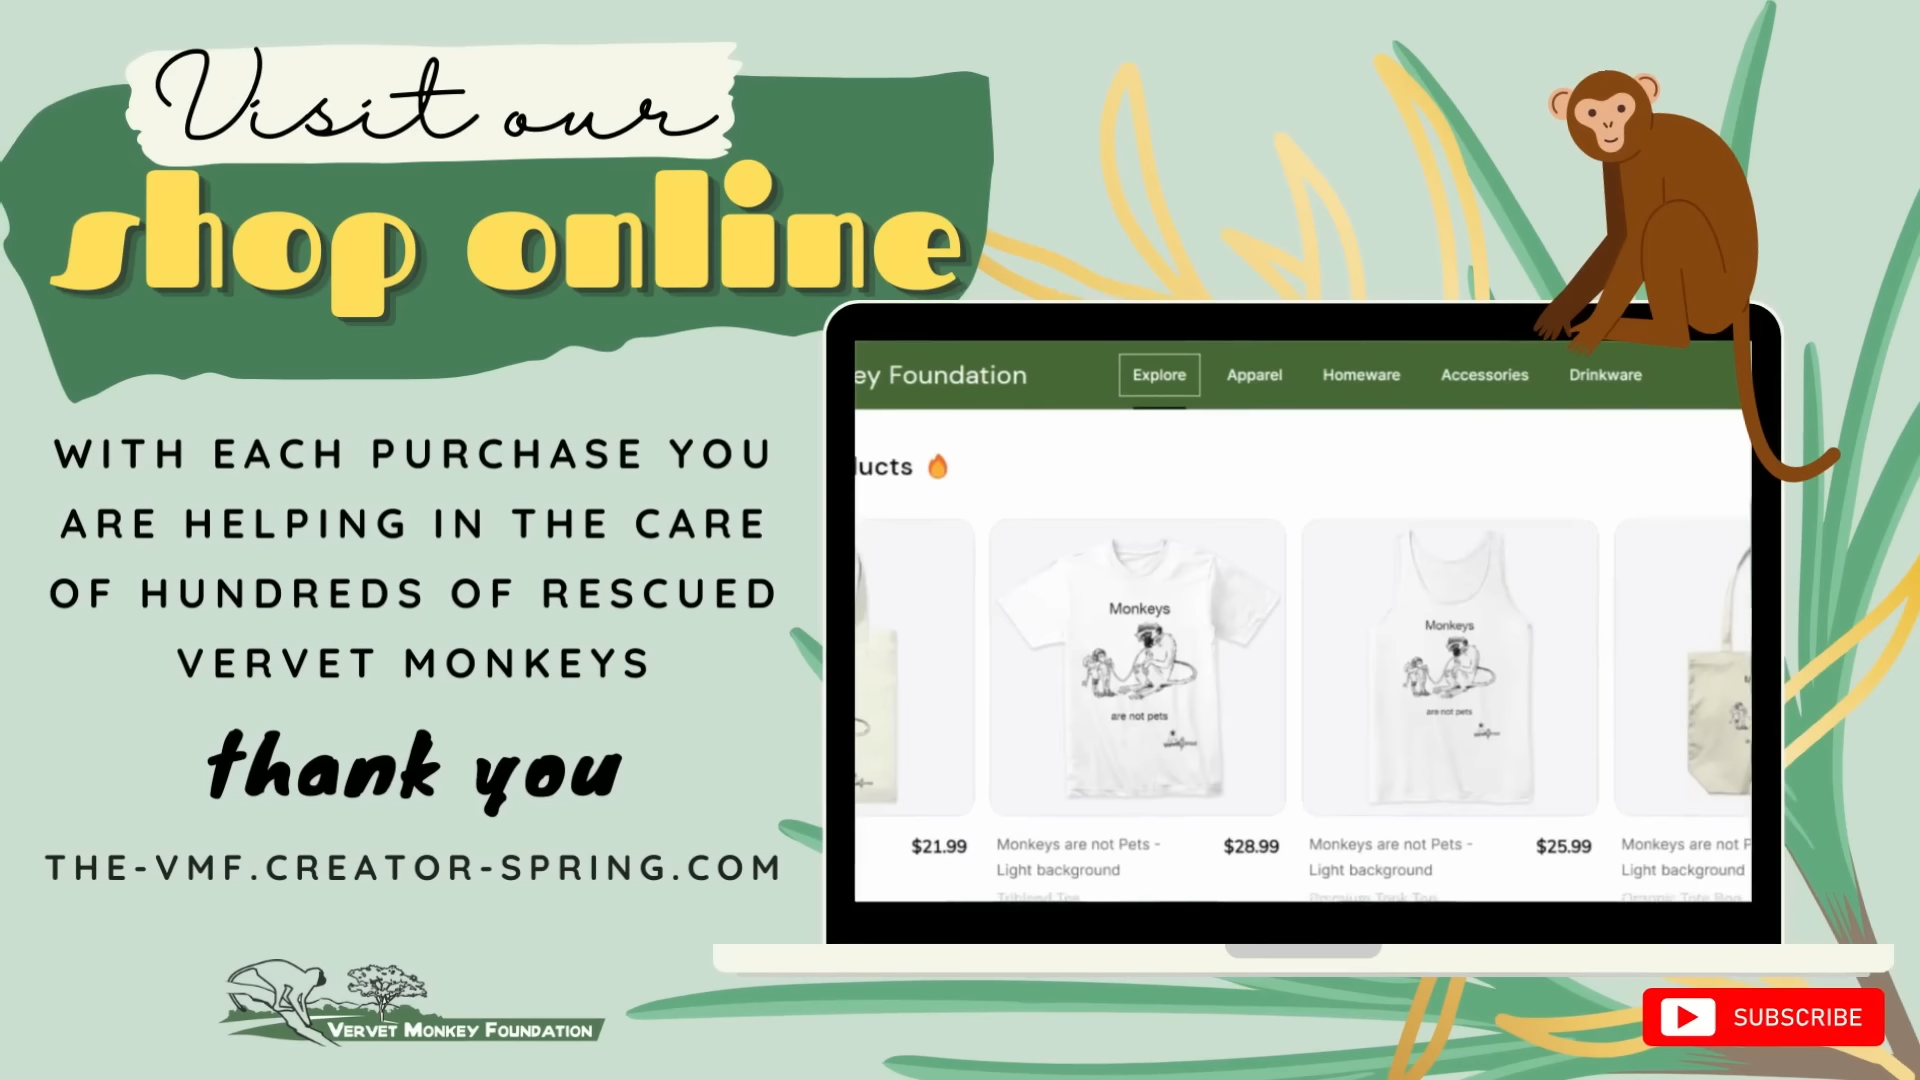 Visit our
shop online
WITH EACH PURCHASE YOU
ARE HELPING IN THE CARE
OF HUNDREDS OF RESCUED
VERVET MONKEYS
thank you
THE-VMF.CREATOR-SPRING.COM
VERVET MONKEY FOUNDATION
ey Foundation
Explore Apparel Homeware Accessories Drinkware
ducts 🔥
Monkeys
are not pets
Monkeys
are not pets
$21.99
Monkeys are not Pets - $28.99
Light background
Monkeys are not Pets - $25.99
Light background
Monkeys are not P
Light background
SUBSCRIBE